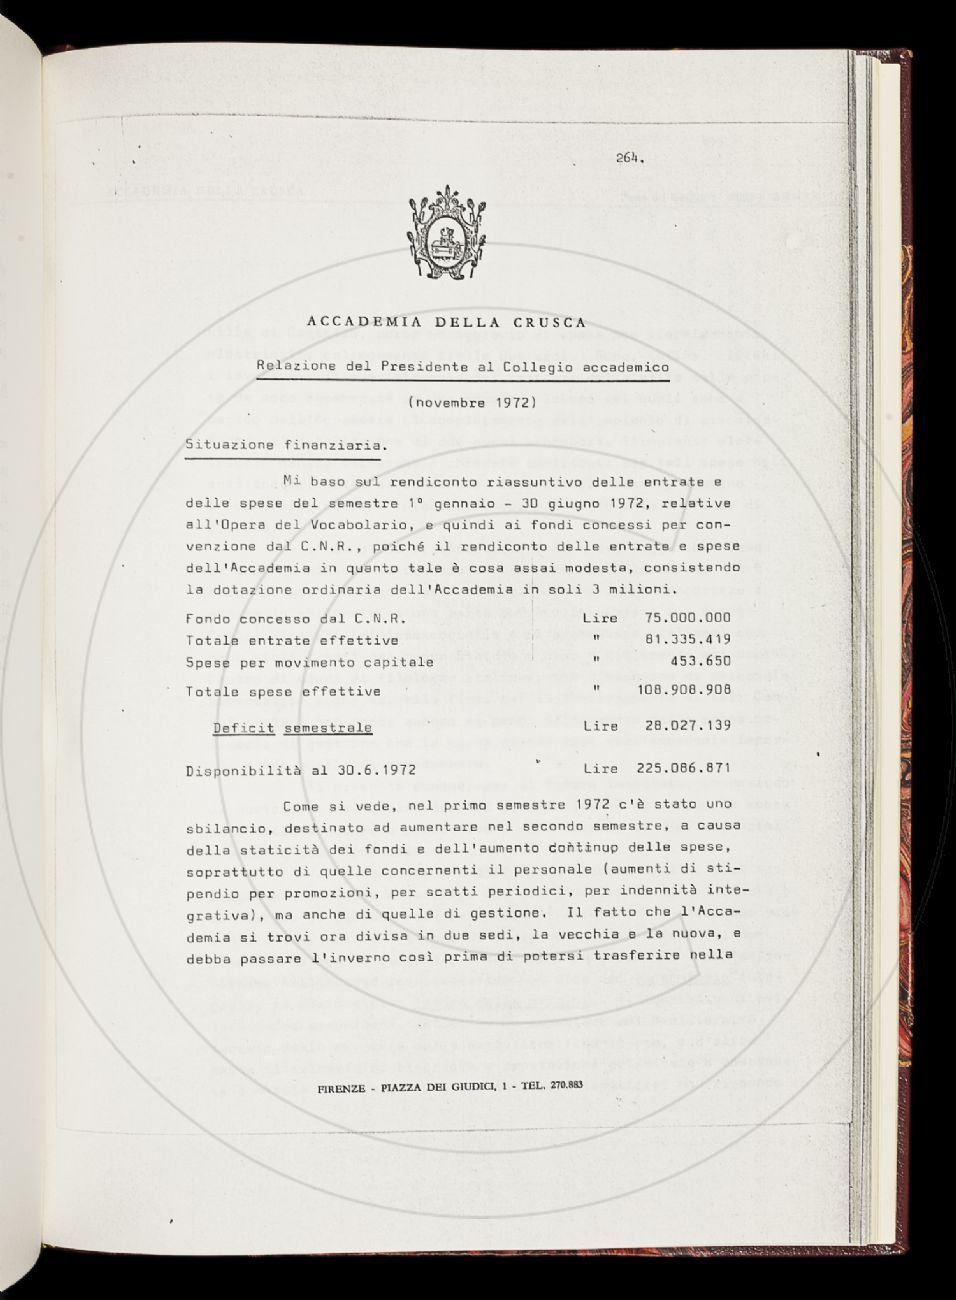 264.
ACCADEMIA DELLA CRUSCA
Relazione del Presidente al Collegio accademico
(novembre 1972)
Situazione finanziaria.
Mi baso sul rendiconto riassuntivo delle entrate e
delle spese del semestre 1° gennaio - 30 giugno 1972, relative
all'Opera del Vocabolario, e quindi ai fondi concessi per con-
venzione dal C.N.R., poiché il rendiconto delle entrate e spese
dell'Accademia in quanto tale è cosa assai modesta, consistendo
la dotazione ordinaria dell'Accademia in soli 3 milioni.
Fondo concesso dal C.N.R. Lire 75.000.000
Totale entrate effettive " 81.335.419
Spese per movimento capitale " 453.650
Totale spese effettive " 108.908.908
Deficit semestrale Lire 28.027.139
Disponibilità al 30.6.1972 Lire 225.086.871
Come si vede, nel primo semestre 1972 c'è stato uno
sbilancio, destinato ad aumentare nel secondo semestre, a causa
della staticità dei fondi e dell'aumento continup delle spese,
soprattutto di quelle concernenti il personale (aumenti di sti-
pendio per promozioni, per scatti periodici, per indennità inte-
grativa), ma anche di quelle di gestione. Il fatto che l'Acca-
demia si trovi ora divisa in due sedi, la vecchia e la nuova, e
debba passare l'inverno così prima di potersi trasferire nella
FIRENZE - PIAZZA DEI GIUDICI, 1 - TEL. 270.883